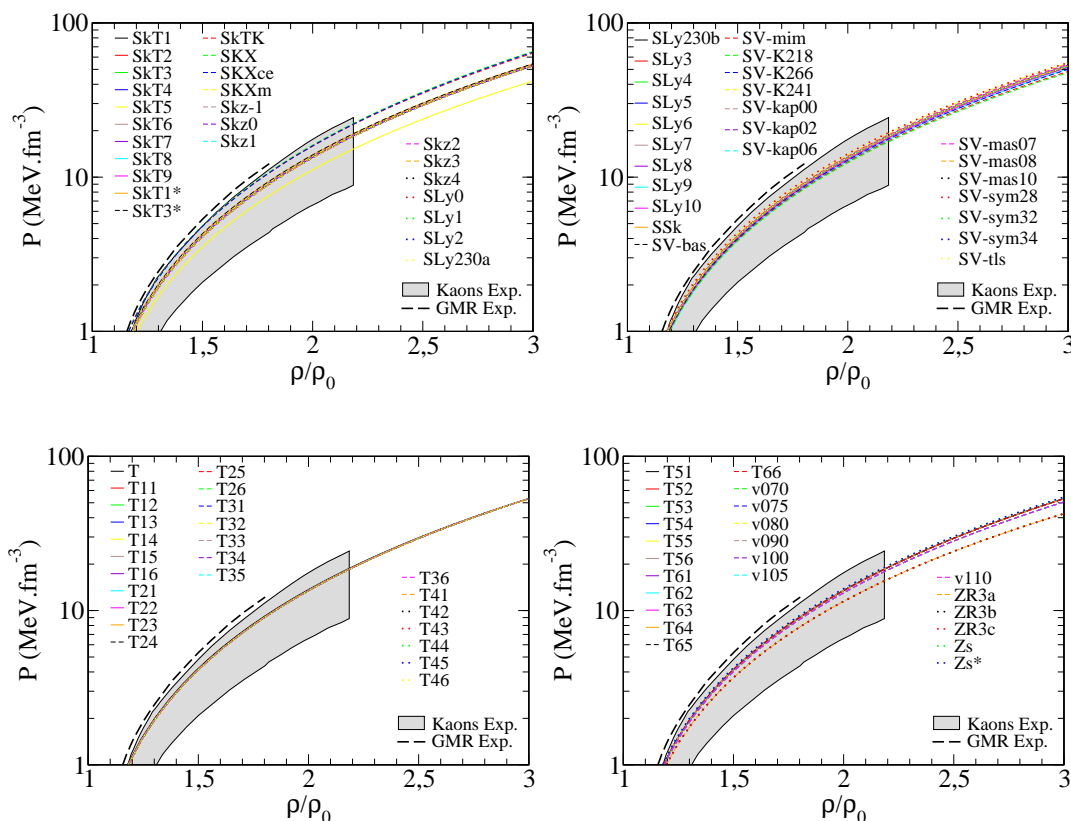 100
10
1
P (MeV.fm-3)
SkT1
SkT2
SkT3
SkT4
SkT5
SkT6
SkT7
SkT8
SkT9
SkT1*
SkT3*
SkTK
SKX
SKXce
SKXm
Skz-1
Skz0
Skz1
Skz2
Skz3
Skz4
SLy0
SLy1
SLy2
SLy230a
Kaons Exp.
GMR Exp.
1
1,5
2
2,5
3
ρ/ρ0
100
10
1
P (MeV.fm-3)
SLy230b
SLy3
SLy4
SLy5
SLy6
SLy7
SLy8
SLy9
SLy10
SSk
SV-bas
SV-mim
SV-K218
SV-K266
SV-K241
SV-kap00
SV-kap02
SV-kap06
SV-mas07
SV-mas08
SV-mas10
SV-sym28
SV-sym32
SV-sym34
SV-tls
Kaons Exp.
GMR Exp.
1
1,5
2
2,5
3
ρ/ρ0
100
10
1
P (MeV.fm-3)
T
T11
T12
T13
T14
T15
T16
T21
T22
T23
T24
T25
T26
T31
T32
T33
T34
T35
T36
T41
T42
T43
T44
T45
T46
Kaons Exp.
GMR Exp.
1
1,5
2
2,5
3
ρ/ρ0
100
10
1
P (MeV.fm-3)
T51
T52
T53
T54
T55
T56
T61
T62
T63
T64
T65
T66
v070
v075
v080
v090
v100
v105
v110
ZR3a
ZR3b
ZR3c
Zs
Zs*
Kaons Exp.
GMR Exp.
1
1,5
2
2,5
3
ρ/ρ0